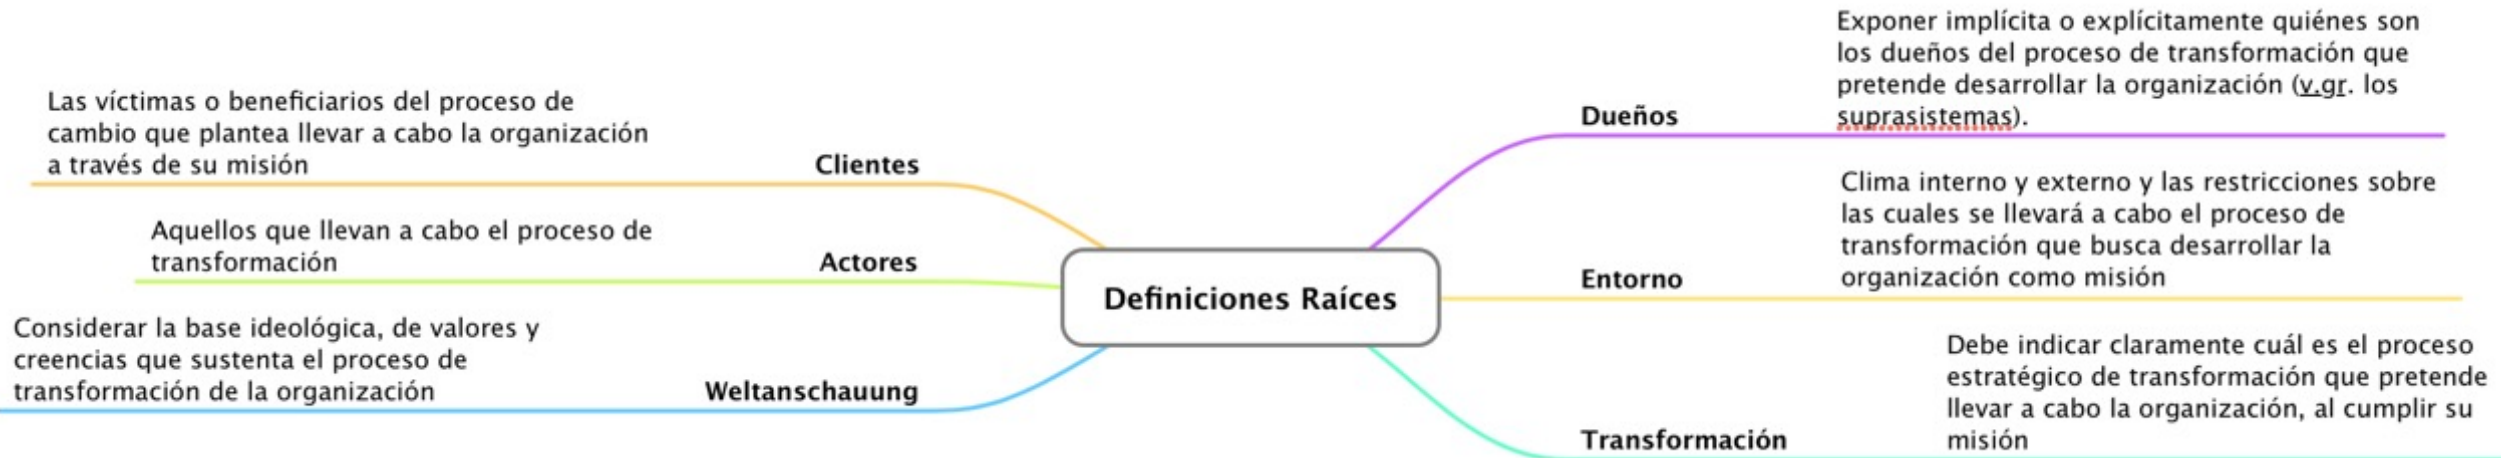 Definiciones Raíces
Las víctimas o beneficiarios del proceso de
cambio que plantea llevar a cabo la organización
a través de su misión
Clientes
Aquellos que llevan a cabo el proceso de
transformación
Actores
Considerar la base ideológica, de valores y
creencias que sustenta el proceso de
transformación de la organización
Weltanschauung
Exponer implícita o explícitamente quiénes son
los dueños del proceso de transformación que
pretende desarrollar la organización (v.gr. los
suprasistemas).
Dueños
Clima interno y externo y las restricciones sobre
las cuales se llevará a cabo el proceso de
transformación que busca desarrollar la
organización como misión
Entorno
Debe indicar claramente cuál es el proceso
estratégico de transformación que pretende
llevar a cabo la organización, al cumplir su
misión
Transformación